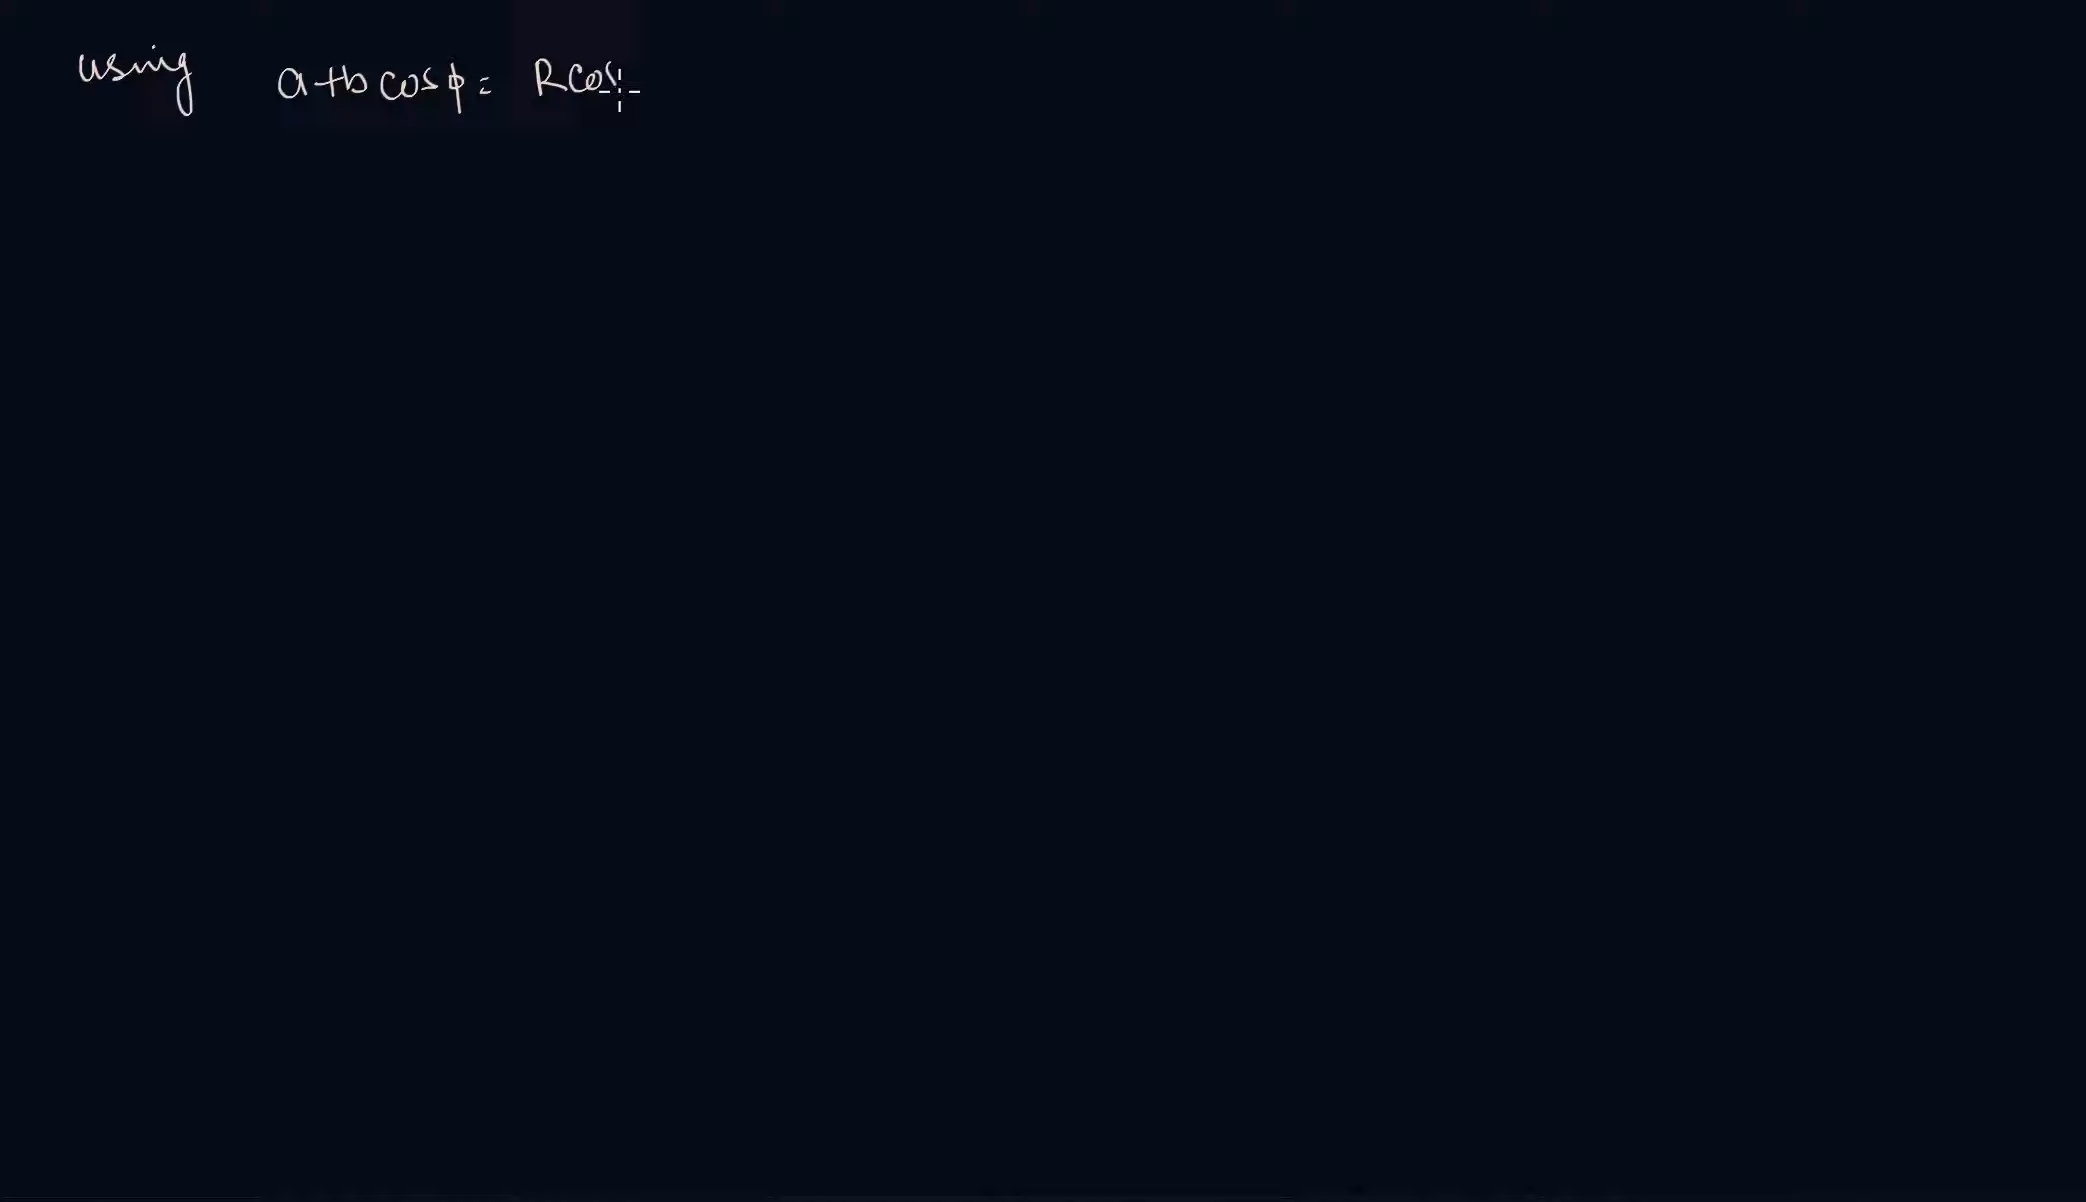 using a+b cos ϕ = R cos